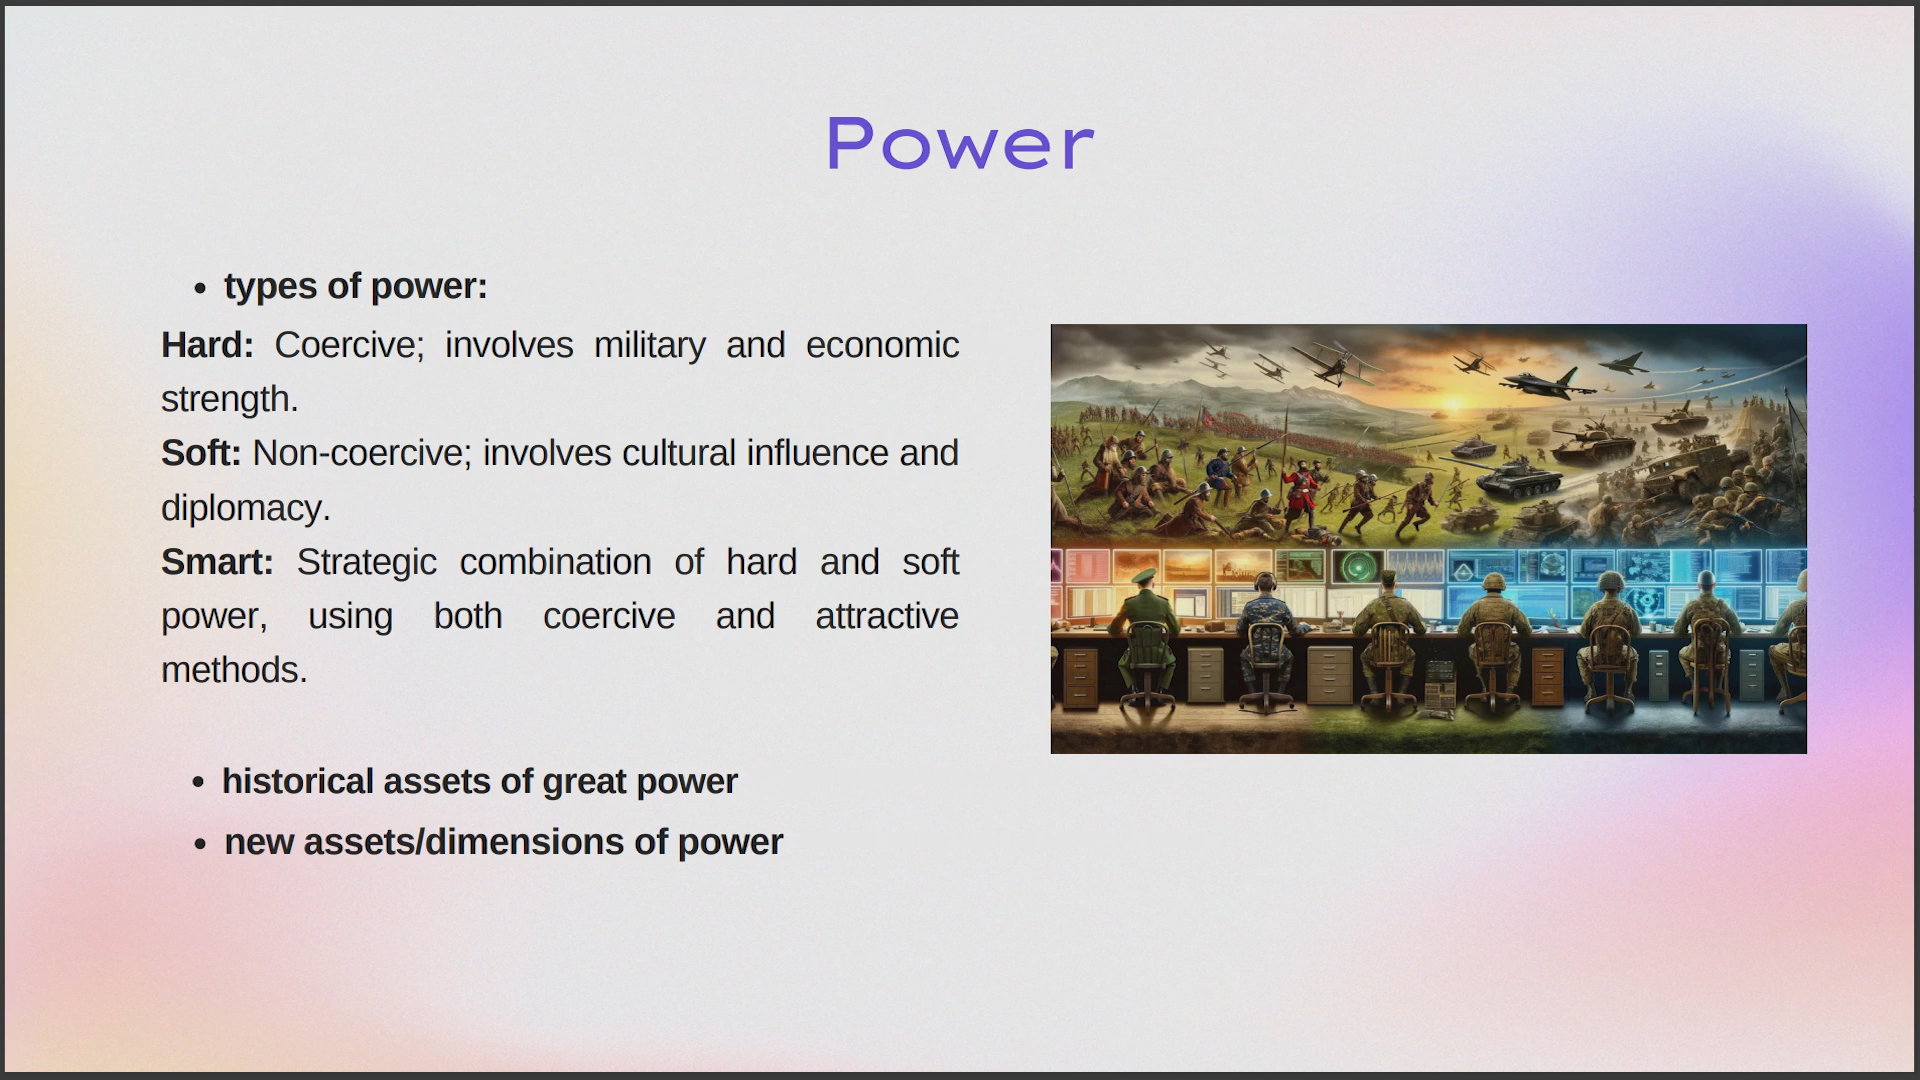 Power
• types of power:
Hard: Coercive; involves military and economic
strength.
Soft: Non-coercive; involves cultural influence and
diplomacy.
Smart: Strategic combination of hard and soft
power, using both coercive and attractive
methods.
• historical assets of great power
• new assets/dimensions of power